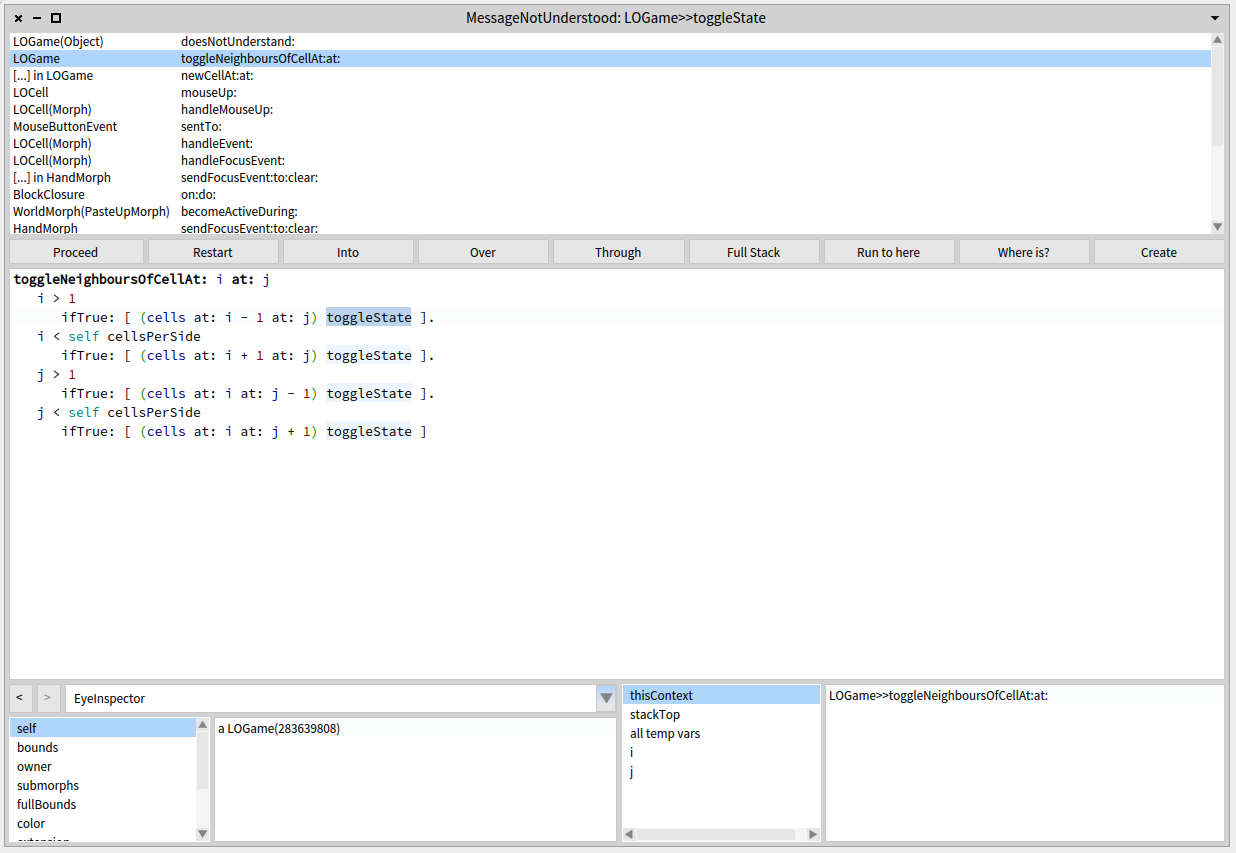 MessageNotUnderstood: LOGame>>toggleState
LOGame(Object) doesNotUnderstand:
LOGame toggleNeighboursOfCellAt:at:
[...] in LOGame newCellAt:at:
LOCell mouseUp:
LOCell(Morph) handleMouseUp:
MouseButtonEvent sentTo:
LOCell(Morph) handleEvent:
LOCell(Morph) handleFocusEvent:
[...] in HandMorph sendFocusEvent:to:clear:
BlockClosure on:do:
WorldMorph(PasteUpMorph) becomeActiveDuring:
HandMorph sendFocusEvent:to:clear:
Proceed Restart Into Over Through Full Stack Run to here Where is? Create
toggleNeighboursOfCellAt: i at: j
i > 1
ifTrue: [ (cells at: i - 1 at: j) toggleState ].
i < self cellsPerSide
ifTrue: [ (cells at: i + 1 at: j) toggleState ].
j > 1
ifTrue: [ (cells at: i at: j - 1) toggleState ].
j < self cellsPerSide
ifTrue: [ (cells at: i at: j + 1) toggleState ]
< > EyeInspector
self
bounds
owner
submorphs
fullBounds
color
extension
a LOGame(283639808)
thisContext
stackTop
all temp vars
i
j
LOGame>>toggleNeighboursOfCellAt:at: